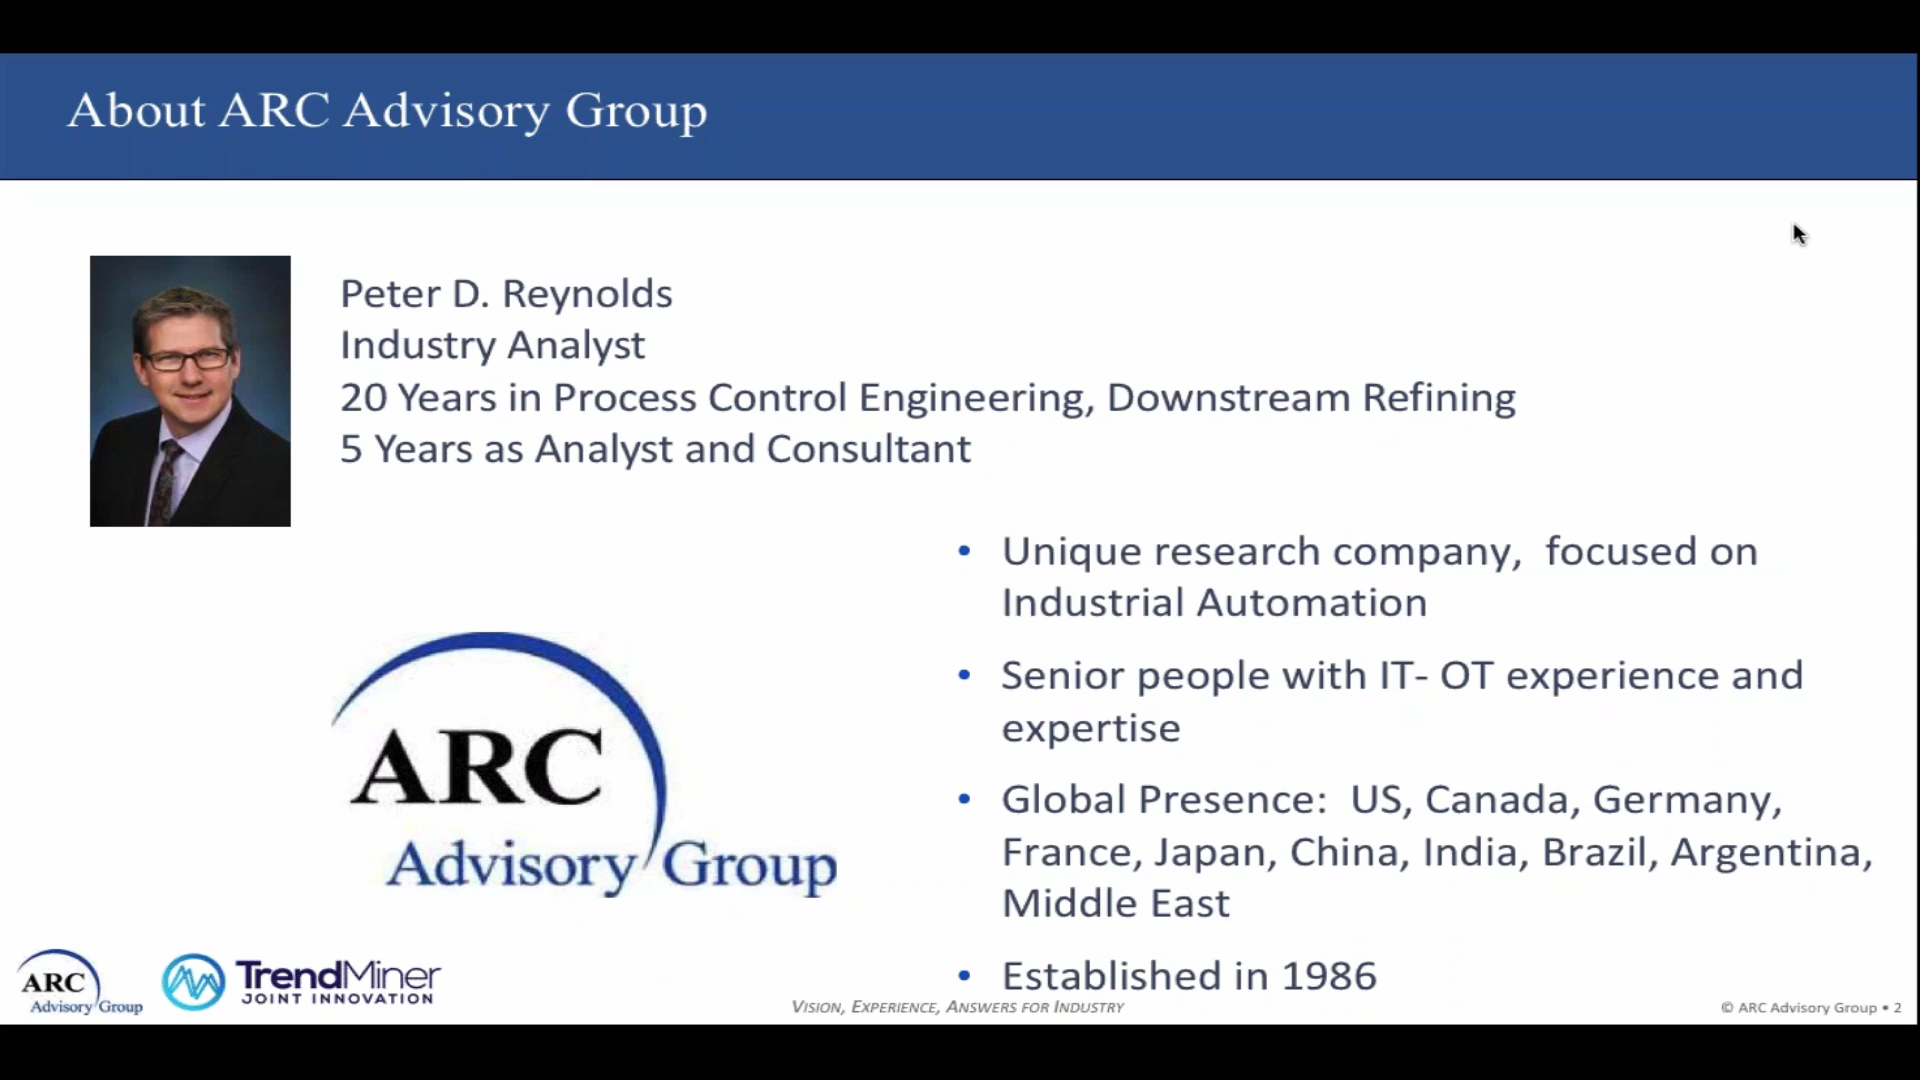 About ARC Advisory Group
Peter D. Reynolds
Industry Analyst
20 Years in Process Control Engineering, Downstream Refining
5 Years as Analyst and Consultant
• Unique research company,  focused on
Industrial Automation
• Senior people with IT- OT experience and
expertise
• Global Presence:  US, Canada, Germany,
France, Japan, China, India, Brazil, Argentina,
Middle East
• Established in 1986
ARC
Advisory Group
ARC
Advisory Group
TrendMiner
JOINT INNOVATION
VISION, EXPERIENCE, ANSWERS FOR INDUSTRY
© ARC Advisory Group • 2